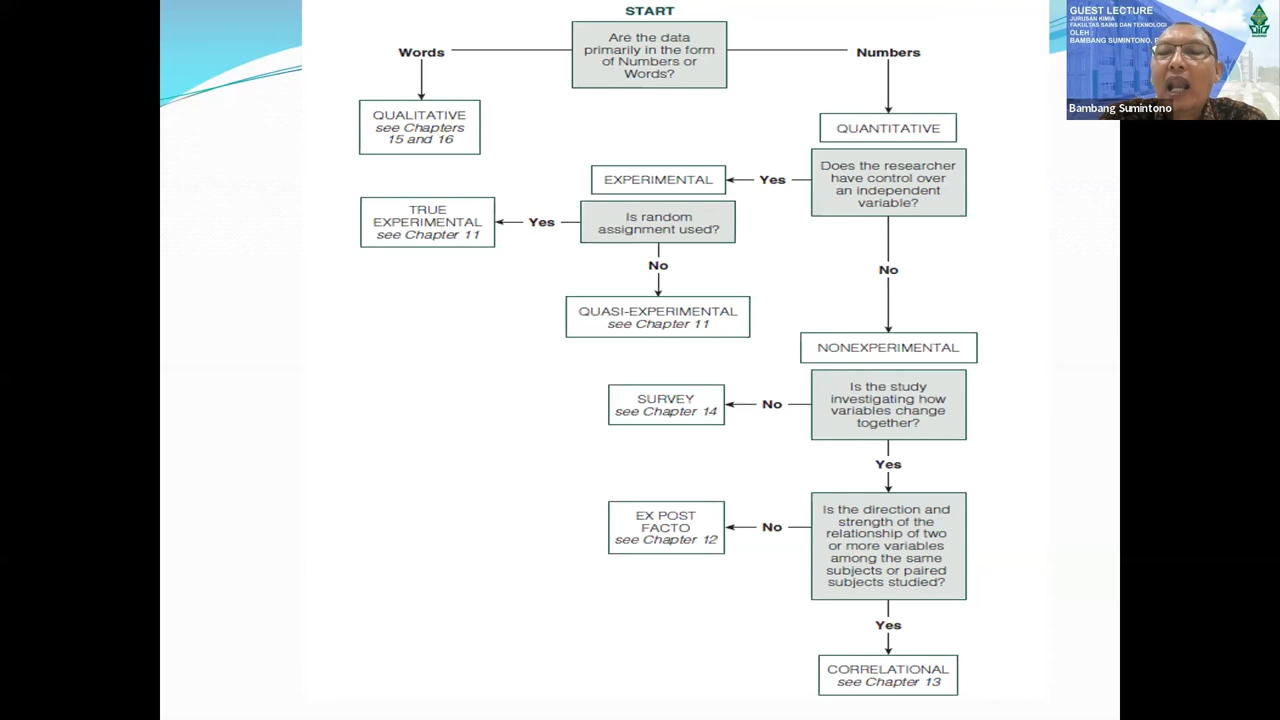 START
Are the data
primarily in the form
of Numbers or
Words?
Words
Numbers
QUALITATIVE
see Chapters
15 and 16
QUANTITATIVE
Does the researcher
have control over
an independent
variable?
Yes
EXPERIMENTAL
Is random
assignment used?
Yes
TRUE
EXPERIMENTAL
see Chapter 11
No
QUASI-EXPERIMENTAL
see Chapter 11
No
NONEXPERIMENTAL
Is the study
investigating how
variables change
together?
No
SURVEY
see Chapter 14
Yes
Is the direction and
strength of the
relationship of two
or more variables
among the same
subjects or paired
subjects studied?
No
EX POST
FACTO
see Chapter 12
Yes
CORRELATIONAL
see Chapter 13
GUEST LECTURE
JURUSAN KIMIA
FAKULTAS SAINS DAN TEKNOLOGI
OLEH :
BAMBANG SUMINTONO,
Bambang Sumintono